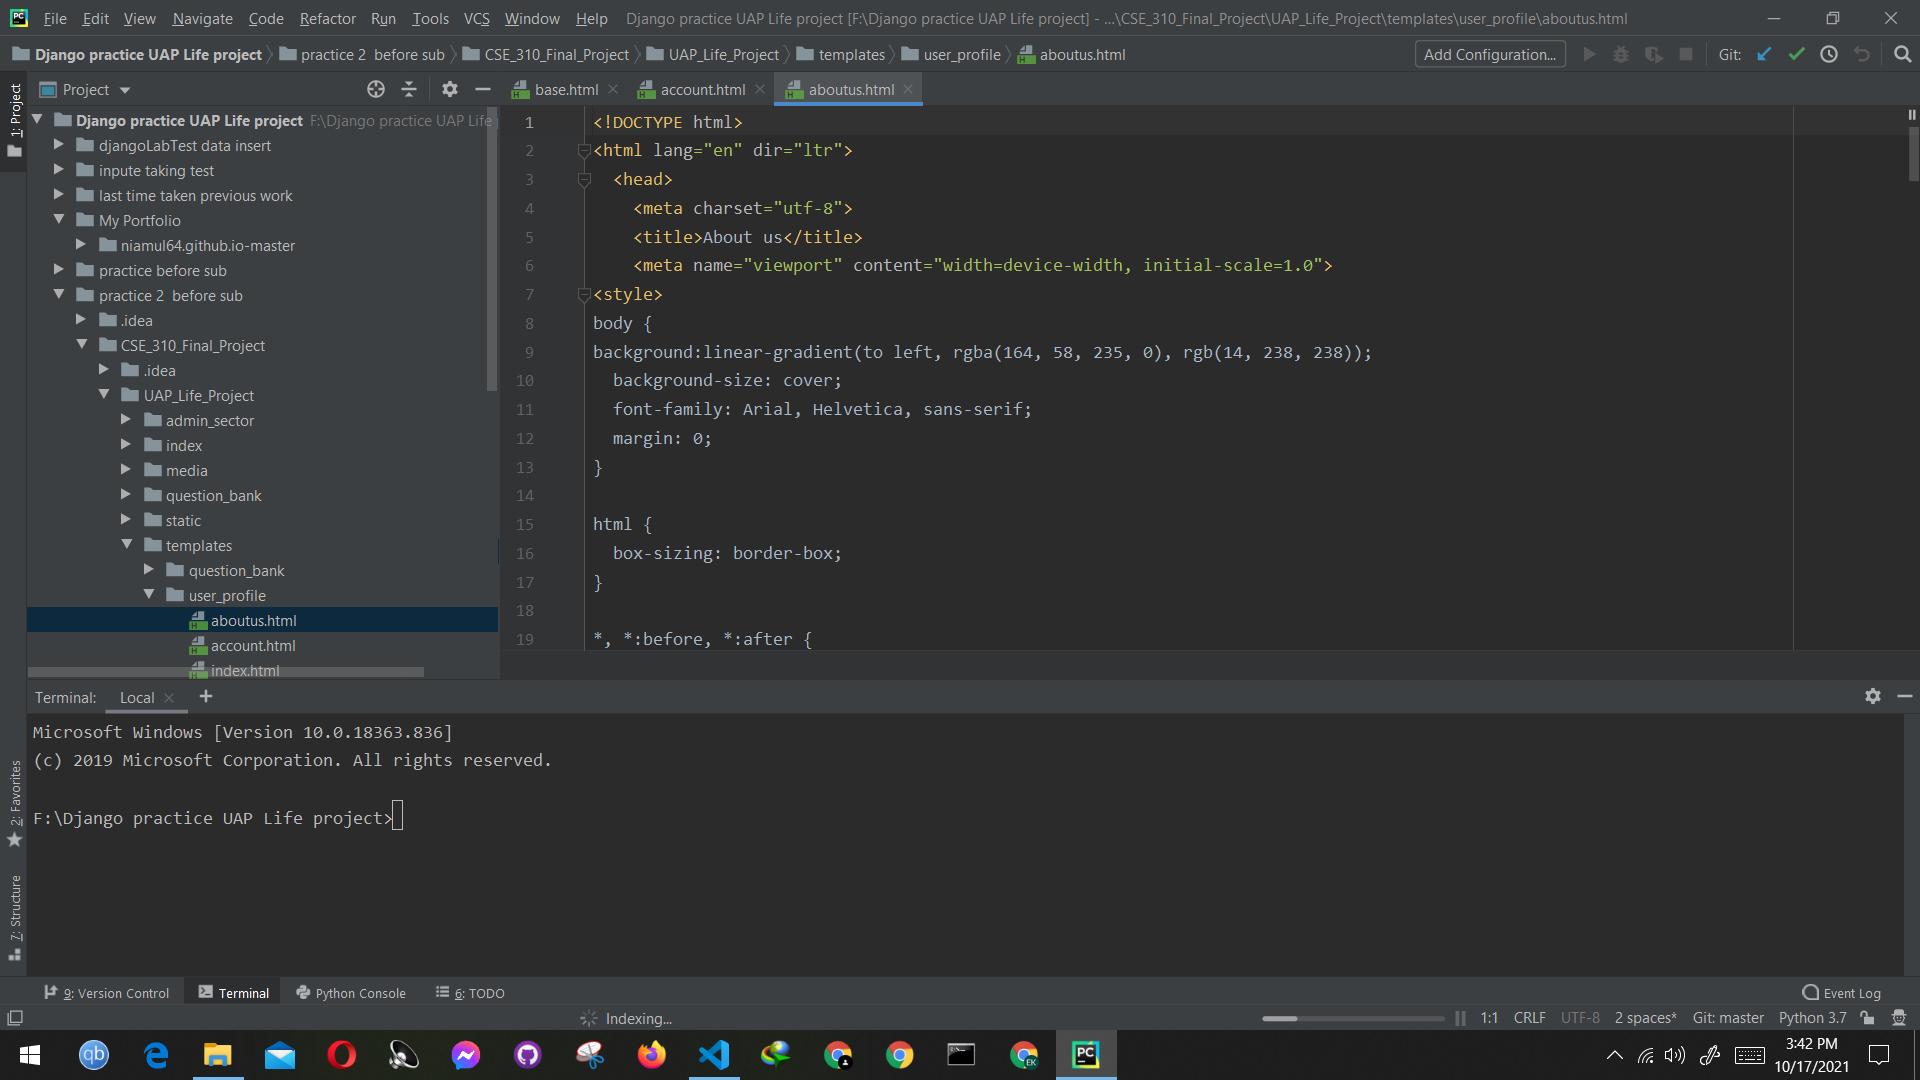 File Edit View Navigate Code Refactor Run Tools VCS Window Help Django practice UAP Life project [F:\Django practice UAP Life project] - ...\CSE_310_Final_Project\UAP_Life_Project\templates\user_profile\aboutus.html
Django practice UAP Life project practice 2 before sub CSE_310_Final_Project UAP_Life_Project templates user_profile aboutus.html Add Configuration... Git:
1: Project
2: Favorites
7: Structure
Project
Django practice UAP Life project F:\Django practice UAP Life
djangoLabTest data insert
inpute taking test
last time taken previous work
My Portfolio
niamul64.github.io-master
practice before sub
practice 2 before sub
.idea
CSE_310_Final_Project
.idea
UAP_Life_Project
admin_sector
index
media
question_bank
static
templates
question_bank
user_profile
aboutus.html
account.html
index.html
base.html account.html aboutus.html
1 <!DOCTYPE html>
2 <html lang="en" dir="ltr">
3 <head>
4 <meta charset="utf-8">
5 <title>About us</title>
6 <meta name="viewport" content="width=device-width, initial-scale=1.0">
7 <style>
8 body {
9 background:linear-gradient(to left, rgba(164, 58, 235, 0), rgb(14, 238, 238));
10 background-size: cover;
11 font-family: Arial, Helvetica, sans-serif;
12 margin: 0;
13 }
14
15 html {
16 box-sizing: border-box;
17 }
18
19 *, *:before, *:after {
Terminal: Local +
Microsoft Windows [Version 10.0.18363.836]
(c) 2019 Microsoft Corporation. All rights reserved.
F:\Django practice UAP Life project>
9: Version Control Terminal Python Console 6: TODO Event Log
Indexing... 1:1 CRLF UTF-8 2 spaces* Git: master Python 3.7
qb EK PC 3:42 PM
10/17/2021